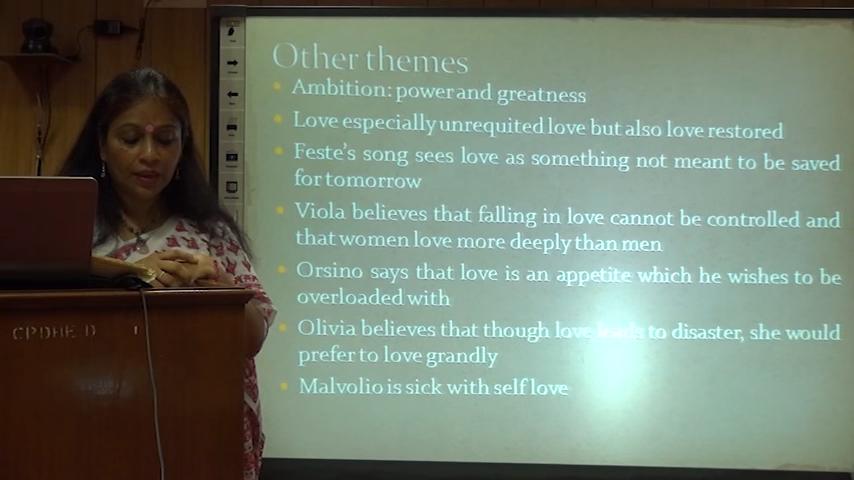 Other themes
• Ambition: power and greatness
• Love especially unrequited love but also love restored
• Feste's song sees love as something not meant to be saved
for tomorrow
• Viola believes that falling in love cannot be controlled and
that women love more deeply than men
• Orsino says that love is an appetite which he wishes to be
overloaded with
• Olivia believes that though love leads to disaster, she would
prefer to love grandly
• Malvolio is sick with self love
CPDHE D 1